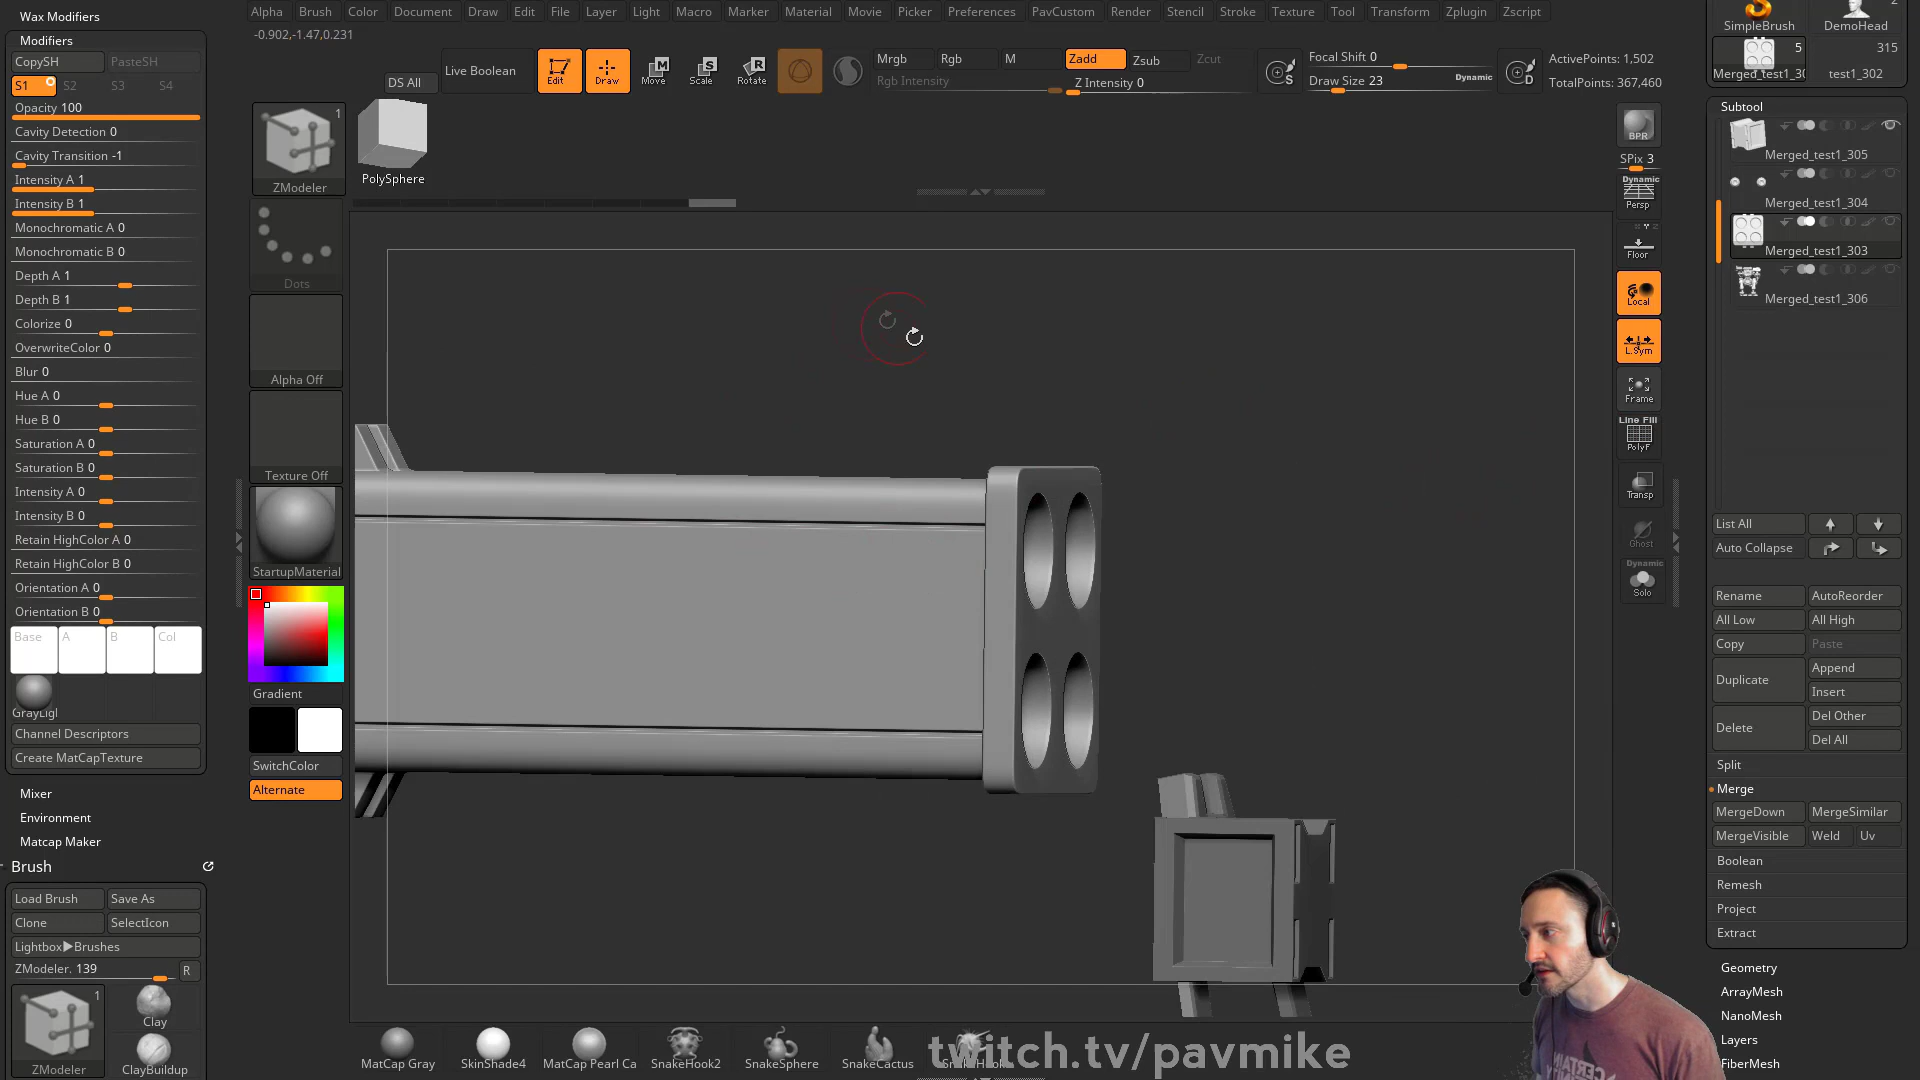 Wax Modifiers
Modifiers
CopySH PasteSH
S1 S2 S3 S4
Opacity 100
Cavity Detection 0
Cavity Transition -1
Intensity A 1
Intensity B 1
Monochromatic A 0
Monochromatic B 0
Depth A 1
Depth B 1
Colorize 0
OverwriteColor 0
Blur 0
Hue A 0
Hue B 0
Saturation A 0
Saturation B 0
Intensity A 0
Intensity B 0
Retain HighColor A 0
Retain HighColor B 0
Orientation A 0
Orientation B 0
Base A B Col
GrayLigl
Channel Descriptors
Create MatCapTexture
Mixer
Environment
Matcap Maker
Brush
Load Brush Save As
Clone SelectIcon
Lightbox▶Brushes
ZModeler. 139 R
1
Clay
ZModeler ClayBuildup
Alpha Brush Color Document Draw Edit File Layer Light Macro Marker Material Movie Picker Preferences PavCustom Render Stencil Stroke Texture Tool Transform Zplugin Zscript
-0.902,-1.47,0.231
DS All
Live Boolean
Edit Draw Move Scale Rotate
Mrgb Rgb M Zadd Zsub Zcut
Rgb Intensity Z Intensity 0
Focal Shift 0
Draw Size 23 Dynamic
ActivePoints: 1,502
TotalPoints: 367,460
1
ZModeler
PolySphere
Dots
Alpha Off
Texture Off
StartupMaterial
Gradient
SwitchColor
Alternate
MatCap Gray SkinShade4 MatCap Pearl Ca SnakeHook2 SnakeSphere SnakeCactus
twitch.tv/pavmike
BPR
SPix 3
Dynamic
Persp
Floor
Local
L.Sym
Frame
Line Fill
PolyF
Transp
Ghost
Dynamic
Solo
SimpleBrush DemoHead
5 315
Merged_test1_30 test1_302
Subtool
Merged_test1_305
Merged_test1_304
Merged_test1_303
Merged_test1_306
List All
Auto Collapse
Rename AutoReorder
All Low All High
Copy Paste
Duplicate Append
Insert
Delete Del Other
Del All
Split
Merge
MergeDown MergeSimilar
MergeVisible Weld Uv
Boolean
Remesh
Project
Extract
Geometry
ArrayMesh
NanoMesh
Layers
FiberMesh